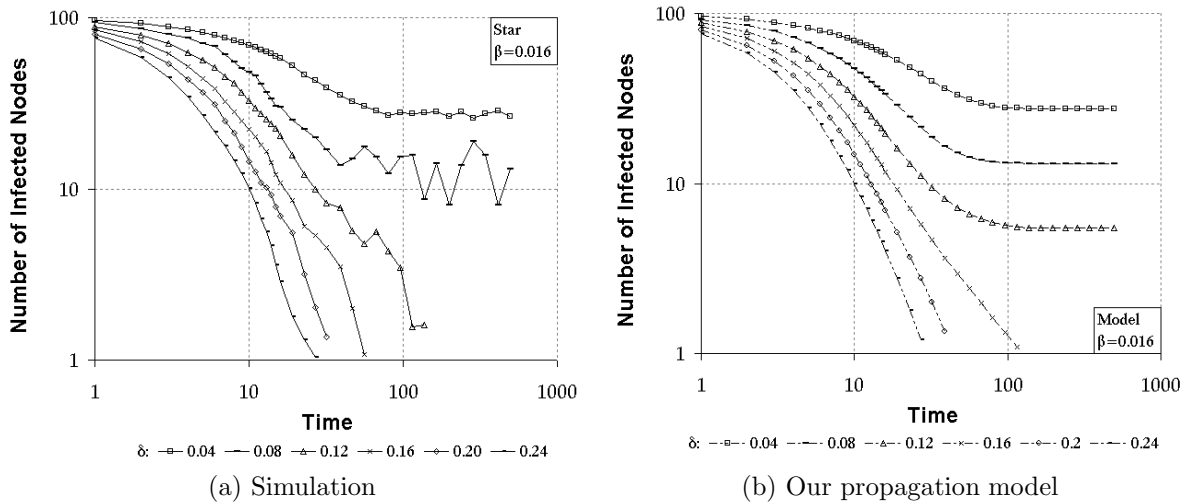 Number of Infected Nodes
100
10
1
Star
β=0.016
1 10 100 1000
Time
δ: 0.04 0.08 0.12 0.16 0.20 0.24
(a) Simulation
Number of Infected Nodes
100
10
1
Model
β=0.016
1 10 100 1000
Time
δ: 0.04 0.08 0.12 0.16 0.2 0.24
(b) Our propagation model